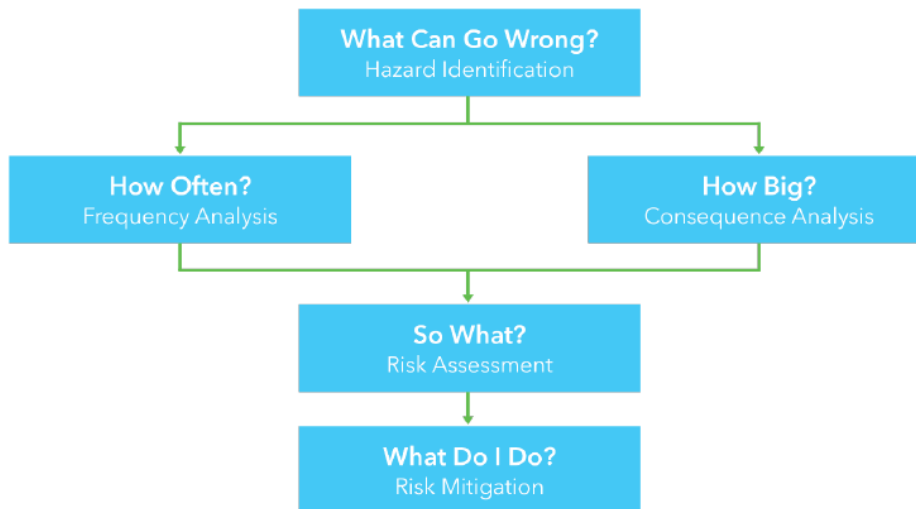 What Can Go Wrong?
Hazard Identification
How Often?
Frequency Analysis
How Big?
Consequence Analysis
So What?
Risk Assessment
What Do I Do?
Risk Mitigation